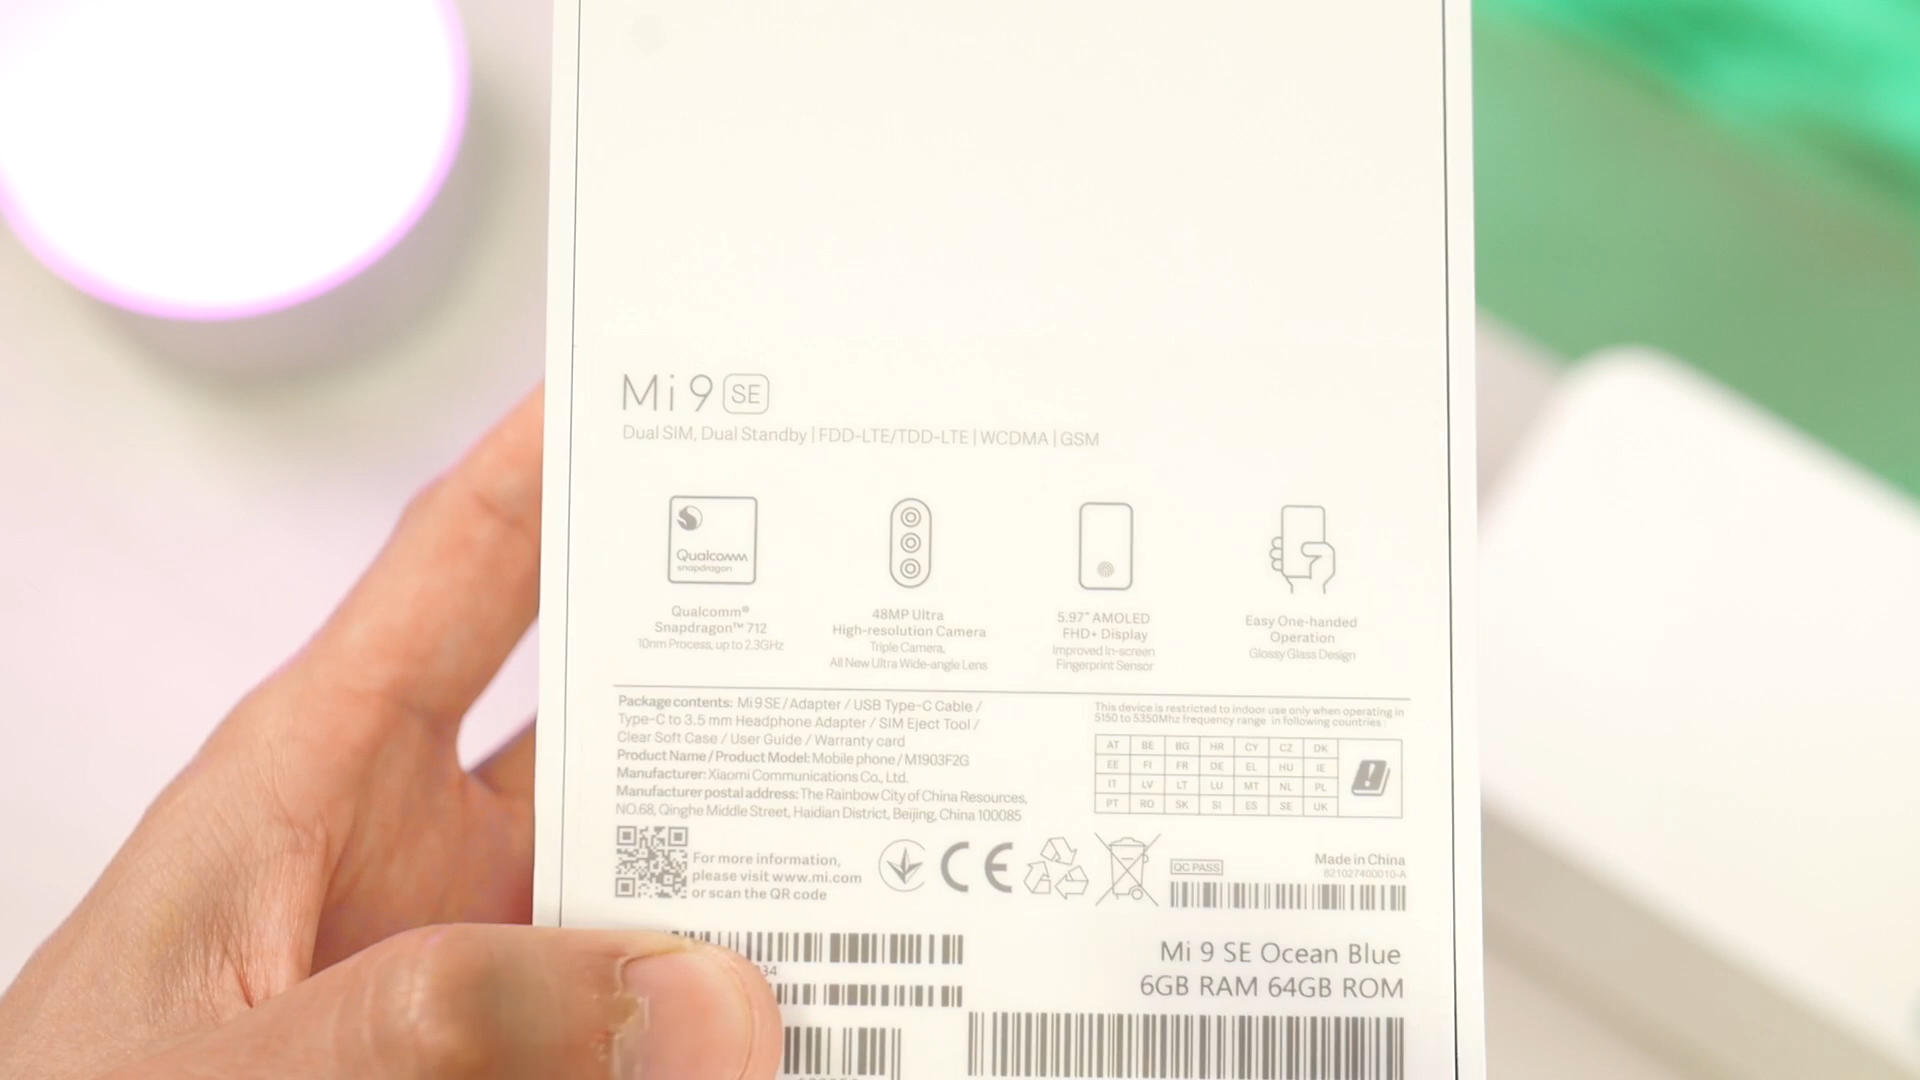 Mi 9 SE
Dual SIM, Dual Standby | FDD-LTE/TDD-LTE | WCDMA | GSM
Qualcomm
snapdragon
Qualcomm®
Snapdragon™ 712
10nm Process, up to 2.3GHz
48MP Ultra
High-resolution Camera
Triple Camera,
All New Ultra Wide-angle Lens
5.97" AMOLED
FHD+ Display
Improved In-screen
Fingerprint Sensor
Easy One-handed
Operation
Glossy Glass Design
Package contents: Mi 9 SE / Adapter / USB Type-C Cable /
Type-C to 3.5 mm Headphone Adapter / SIM Eject Tool /
Clear Soft Case / User Guide / Warranty card
Product Name / Product Model: Mobile phone / M1903F2G
Manufacturer: Xiaomi Communications Co., Ltd.
Manufacturer postal address: The Rainbow City of China Resources,
NO.68, Qinghe Middle Street, Haidian District, Beijing, China 100085
This device is restricted to indoor use only when operating in
5150 to 5350Mhz frequency range in following countries :
AT BE BG HR CY CZ DK
EE FI FR DE EL HU IE
IT LV LT LU MT NL PL
PT RO SK SI ES SE UK
For more information,
please visit www.mi.com
or scan the QR code
CE
QC PASS
Made in China
821027400010-A
34
Mi 9 SE Ocean Blue
6GB RAM 64GB ROM